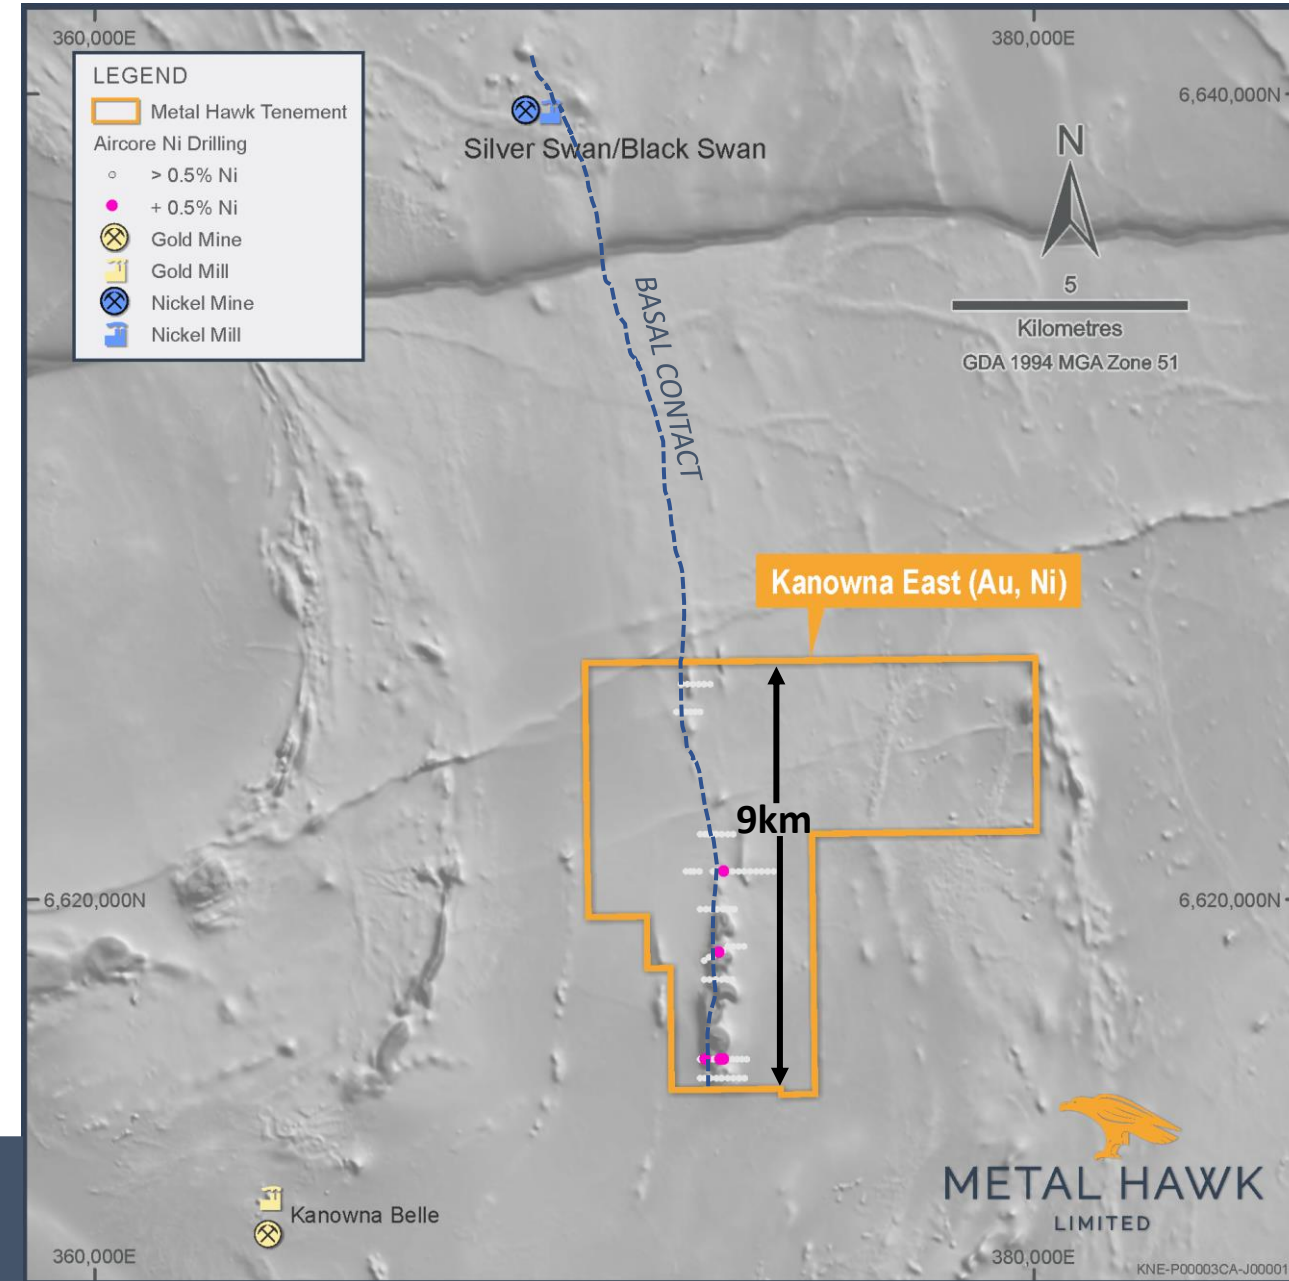 360,000E
380,000E
LEGEND
Metal Hawk Tenement
Aircore Ni Drilling
> 0.5% Ni
+ 0.5% Ni
Gold Mine
Gold Mill
Nickel Mine
Nickel Mill
6,640,000N
Silver Swan/Black Swan
N
5
Kilometres
GDA 1994 MGA Zone 51
BASAL CONTACT
Kanowna East (Au, Ni)
9km
6,620,000N
6,620,000N
Kanowna Belle
METAL HAWK
LIMITED
360,000E
380,000E
KNE-P00003CA-J00001